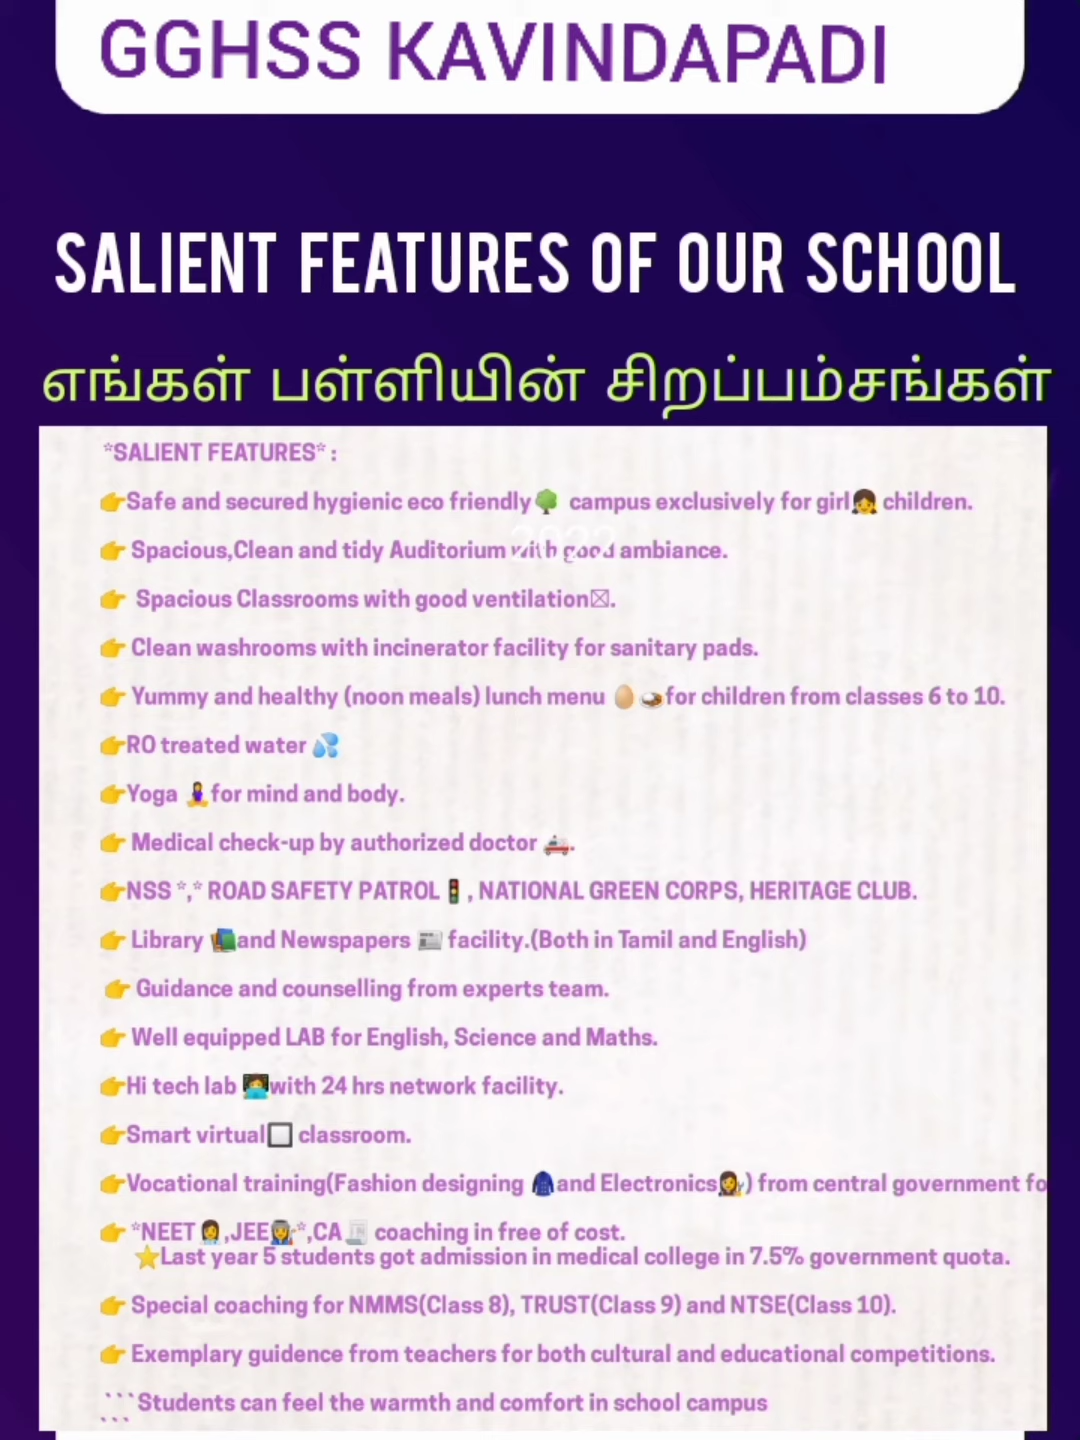 GGHSS KAVINDAPADI
SALIENT FEATURES OF OUR SCHOOL
எங்கள் பள்ளியின் சிறப்பம்சங்கள்
*SALIENT FEATURES* :
👉Safe and secured hygienic eco friendly🌳 campus exclusively for girl👧 children.
👉 Spacious,Clean and tidy Auditorium with good ambiance.
👉 Spacious Classrooms with good ventilation☒.
👉 Clean washrooms with incinerator facility for sanitary pads.
👉 Yummy and healthy (noon meals) lunch menu 🥚🍛for children from classes 6 to 10.
👉RO treated water 💦
👉Yoga 🧘‍♀️for mind and body.
👉 Medical check-up by authorized doctor 🚑.
👉NSS *,* ROAD SAFETY PATROL🚦, NATIONAL GREEN CORPS, HERITAGE CLUB.
👉 Library 📚and Newspapers 📰 facility.(Both in Tamil and English)
👉 Guidance and counselling from experts team.
👉 Well equipped LAB for English, Science and Maths.
👉Hi tech lab 👩‍💻with 24 hrs network facility.
👉Smart virtual🔲 classroom.
👉Vocational training(Fashion designing 🧥and Electronics👩‍🔧) from central government fo
👉 *NEET👩‍⚕️,JEE👩‍🏭*,CA🧾 coaching in free of cost.
⭐Last year 5 students got admission in medical college in 7.5% government quota.
👉 Special coaching for NMMS(Class 8), TRUST(Class 9) and NTSE(Class 10).
👉 Exemplary guidence from teachers for both cultural and educational competitions.
```Students can feel the warmth and comfort in school campus
```